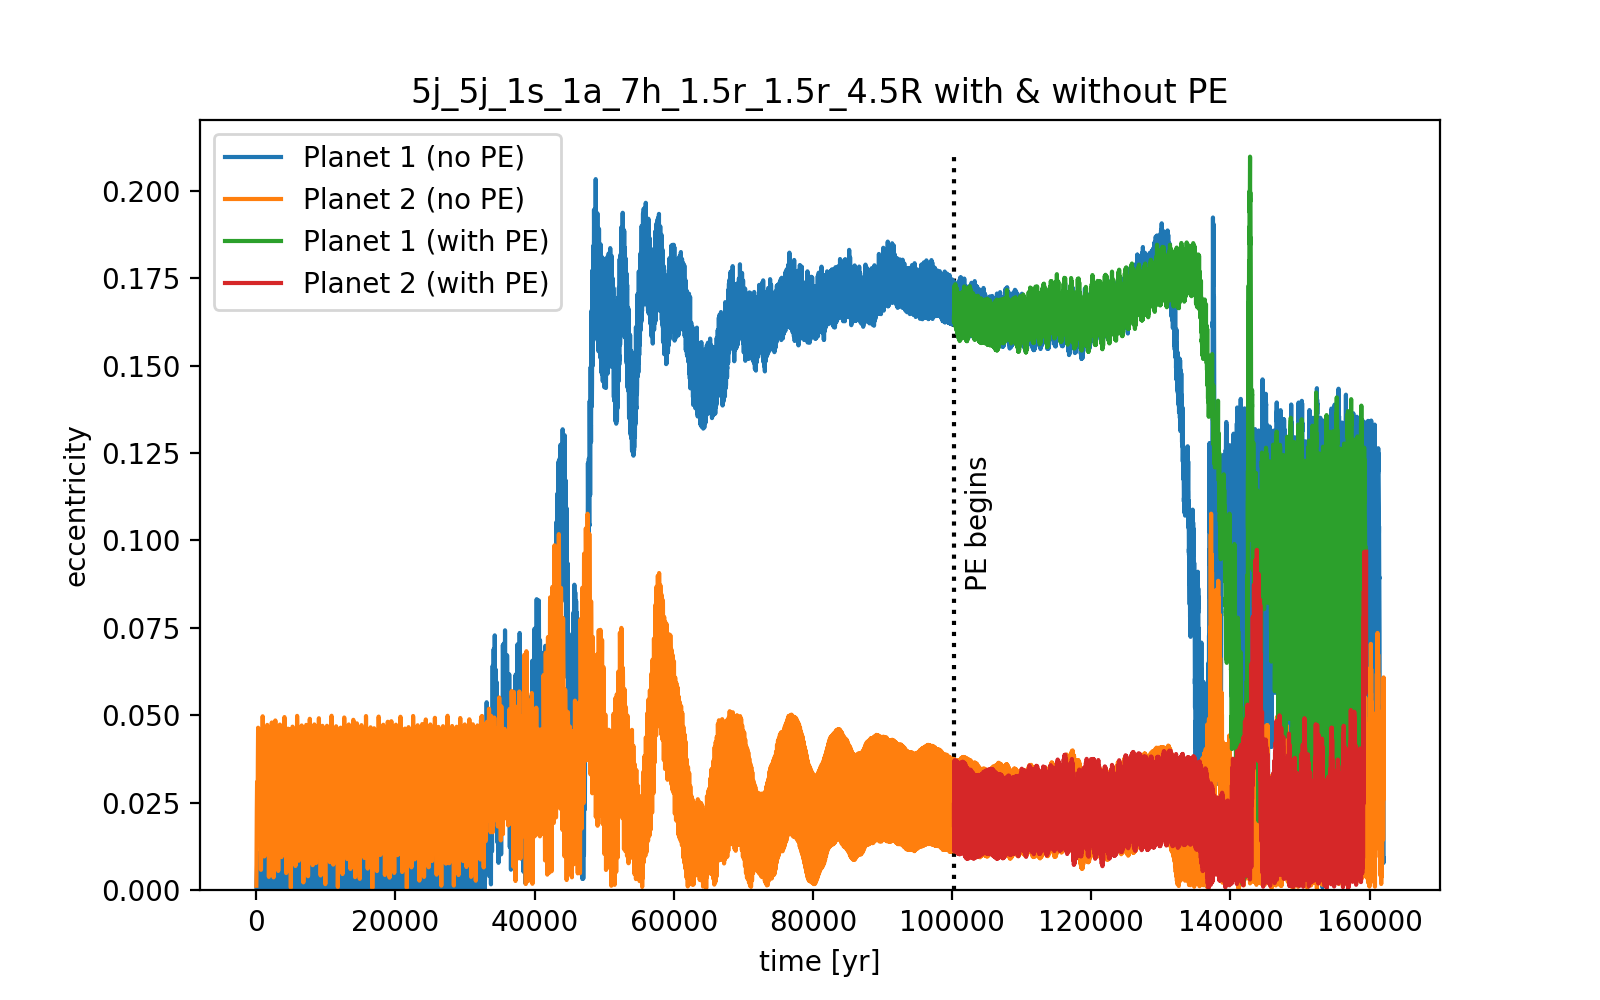 5j_5j_1s_1a_7h_1.5r_1.5r_4.5R with & without PE
Planet 1 (no PE)
Planet 2 (no PE)
Planet 1 (with PE)
Planet 2 (with PE)
0.200
0.175
0.150
0.125
0.100
0.075
0.050
0.025
0.000
eccentricity
PE begins
0
20000
40000
60000
80000
100000
120000
140000
160000
time [yr]